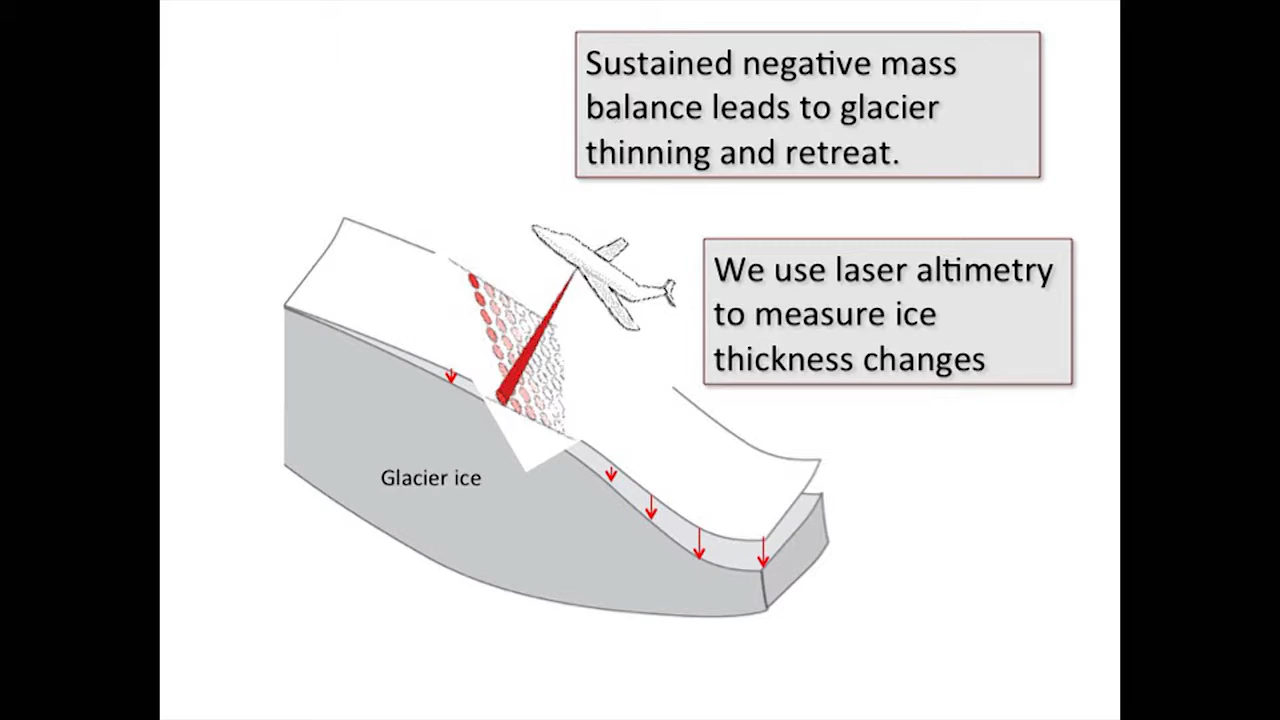 Sustained negative mass
balance leads to glacier
thinning and retreat.
We use laser altimetry
to measure ice
thickness changes
Glacier ice